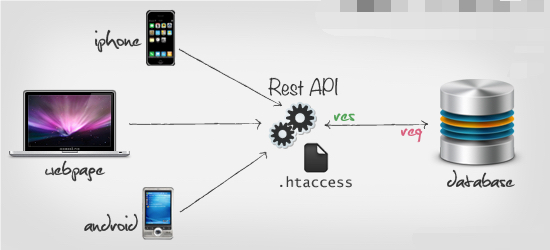 iphone
Rest API
res
req
webpage
.htaccess
database
android